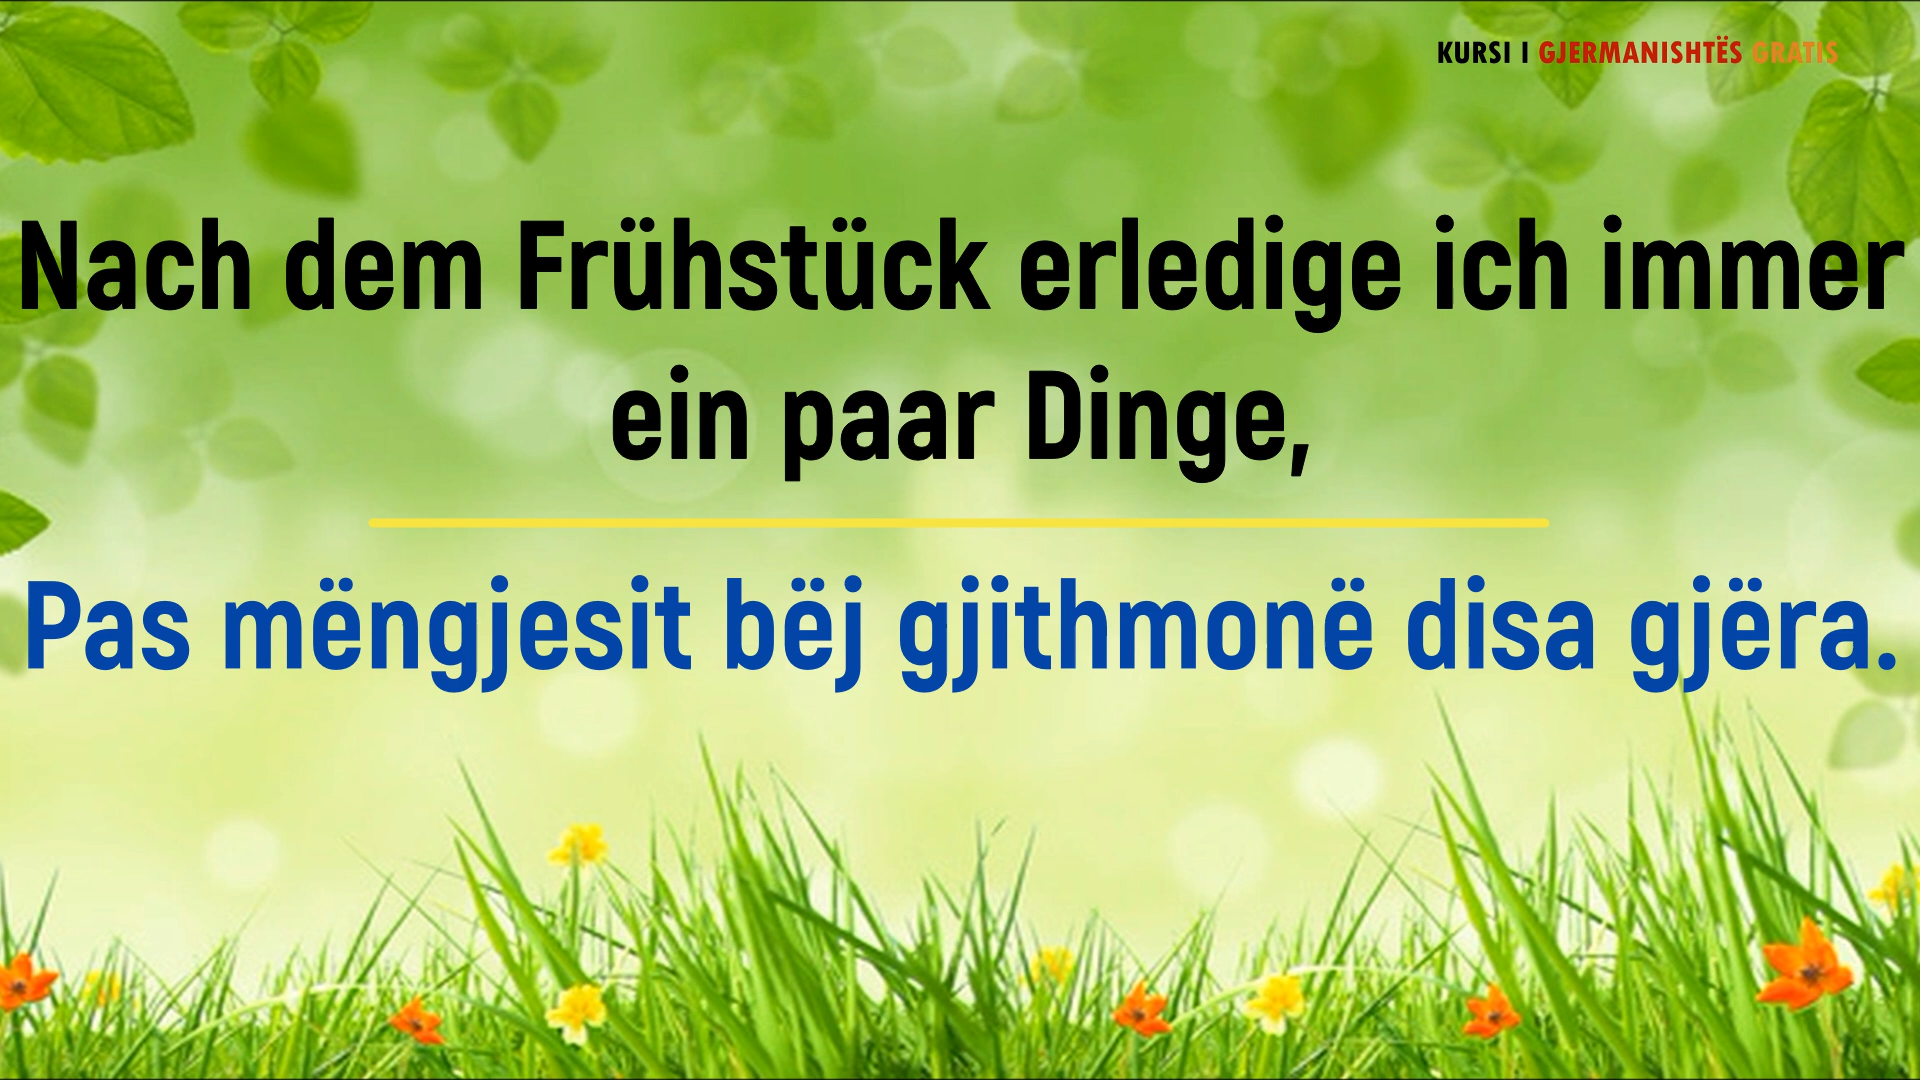 KURSI I GJERMANISHTËS GRATIS
Nach dem Frühstück erledige ich immer
ein paar Dinge,
Pas mëngjesit bëj gjithmonë disa gjëra.